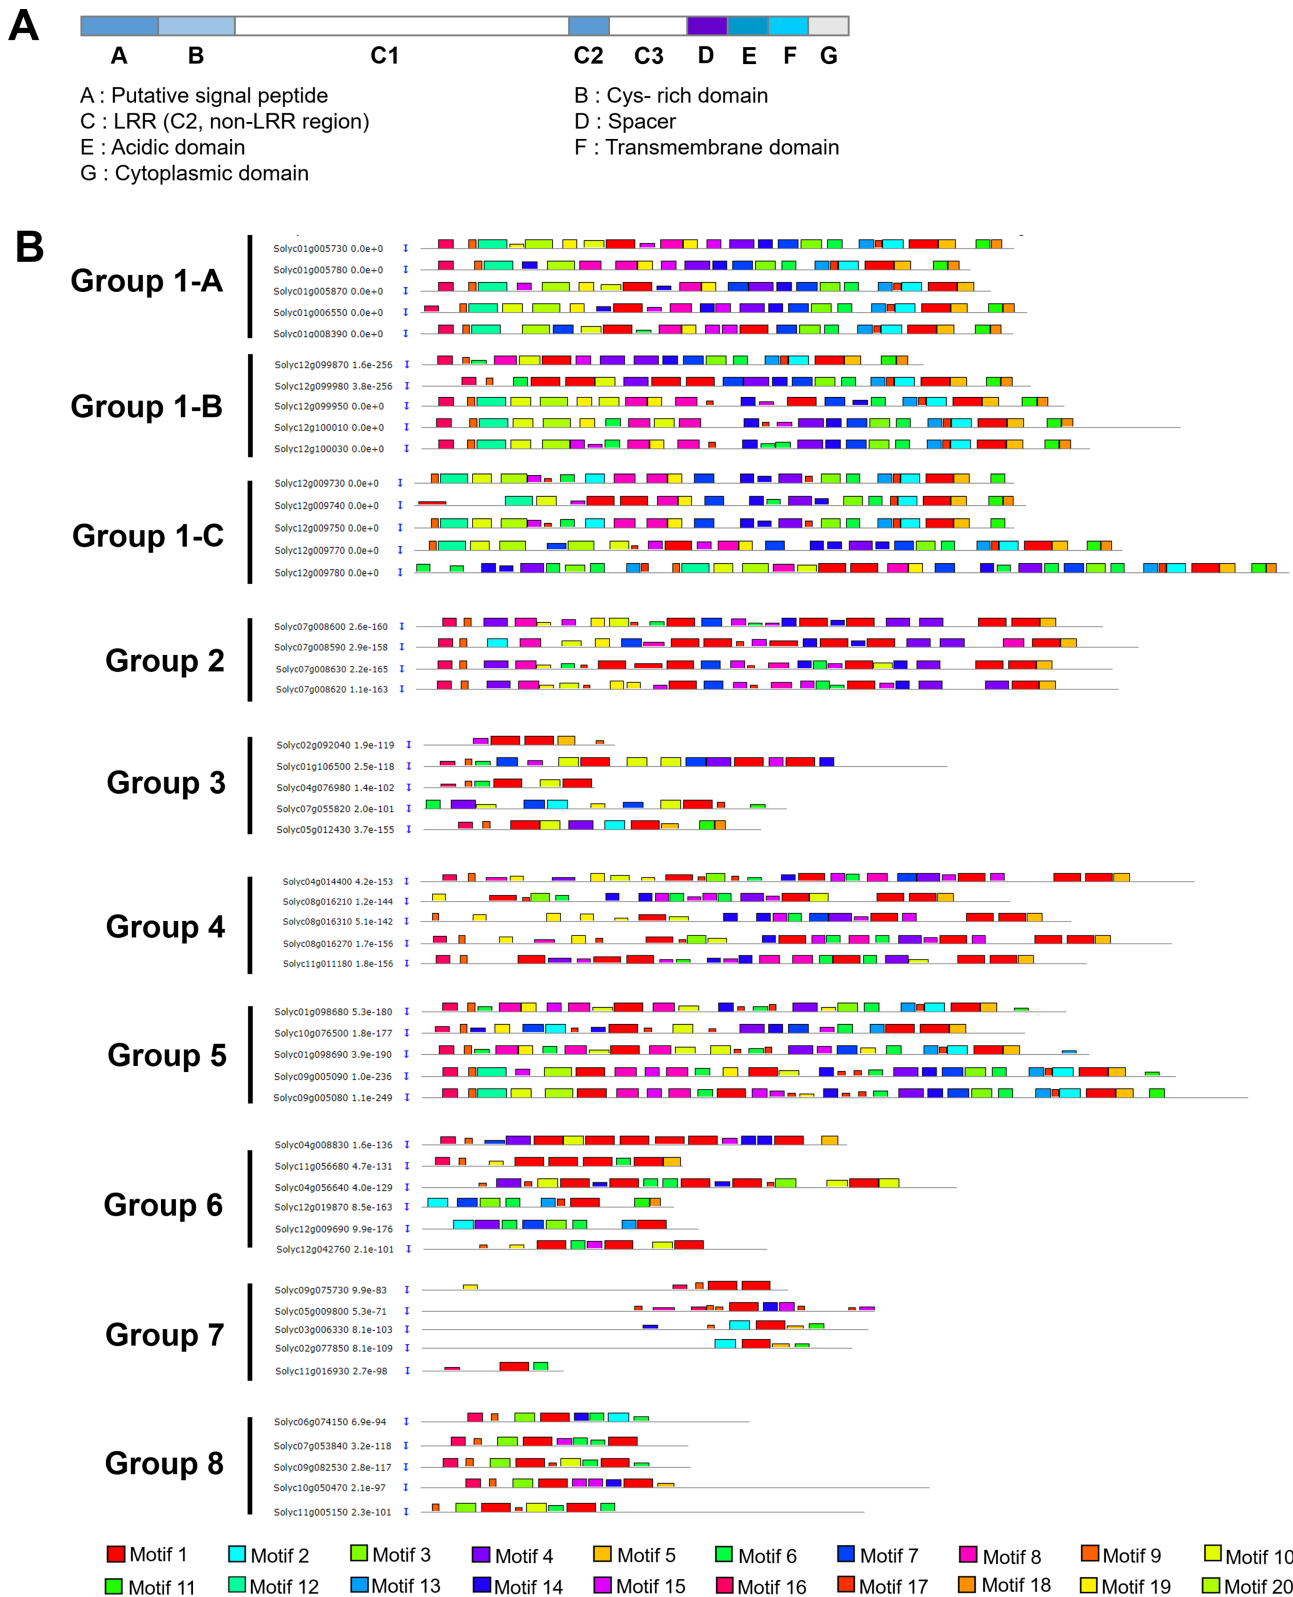 A
A B C1 C2 C3 D E F G
A : Putative signal peptide B : Cys- rich domain
C : LRR (C2, non-LRR region) D : Spacer
E : Acidic domain F : Transmembrane domain
G : Cytoplasmic domain
B
Group 1-A
Solyc01g005730 0.0e+0
Solyc01g005780 0.0e+0
Solyc01g005870 0.0e+0
Solyc01g006550 0.0e+0
Solyc01g008390 0.0e+0
Group 1-B
Solyc12g099870 1.6e-256
Solyc12g099980 3.8e-256
Solyc12g099950 0.0e+0
Solyc12g100010 0.0e+0
Solyc12g100030 0.0e+0
Group 1-C
Solyc12g009730 0.0e+0
Solyc12g009740 0.0e+0
Solyc12g009750 0.0e+0
Solyc12g009770 0.0e+0
Solyc12g009780 0.0e+0
Group 2
Solyc07g008600 2.6e-160
Solyc07g008590 2.9e-158
Solyc07g008630 2.2e-165
Solyc07g008620 1.1e-163
Group 3
Solyc02g092040 1.9e-119
Solyc01g106500 2.5e-118
Solyc04g076980 1.4e-102
Solyc07g055820 2.0e-101
Solyc05g012430 3.7e-155
Group 4
Solyc04g014400 4.2e-153
Solyc08g016210 1.2e-144
Solyc08g016310 5.1e-142
Solyc08g016270 1.7e-156
Solyc11g011180 1.8e-156
Group 5
Solyc01g098680 5.3e-180
Solyc10g076500 1.8e-177
Solyc01g098690 3.9e-190
Solyc09g005090 1.0e-236
Solyc09g005080 1.1e-249
Group 6
Solyc04g008830 1.6e-136
Solyc11g056680 4.7e-131
Solyc04g056640 4.0e-129
Solyc12g019870 8.5e-163
Solyc12g009690 9.9e-176
Solyc12g042760 2.1e-101
Group 7
Solyc09g075730 9.9e-83
Solyc05g009800 5.3e-71
Solyc03g006330 8.1e-103
Solyc02g077850 8.1e-109
Solyc11g016930 2.7e-98
Group 8
Solyc06g074150 6.9e-94
Solyc07g053840 3.2e-118
Solyc09g082530 2.8e-117
Solyc10g050470 2.1e-97
Solyc11g005150 2.3e-101
Motif 1 Motif 2 Motif 3 Motif 4 Motif 5 Motif 6 Motif 7 Motif 8 Motif 9 Motif 10
Motif 11 Motif 12 Motif 13 Motif 14 Motif 15 Motif 16 Motif 17 Motif 18 Motif 19 Motif 20